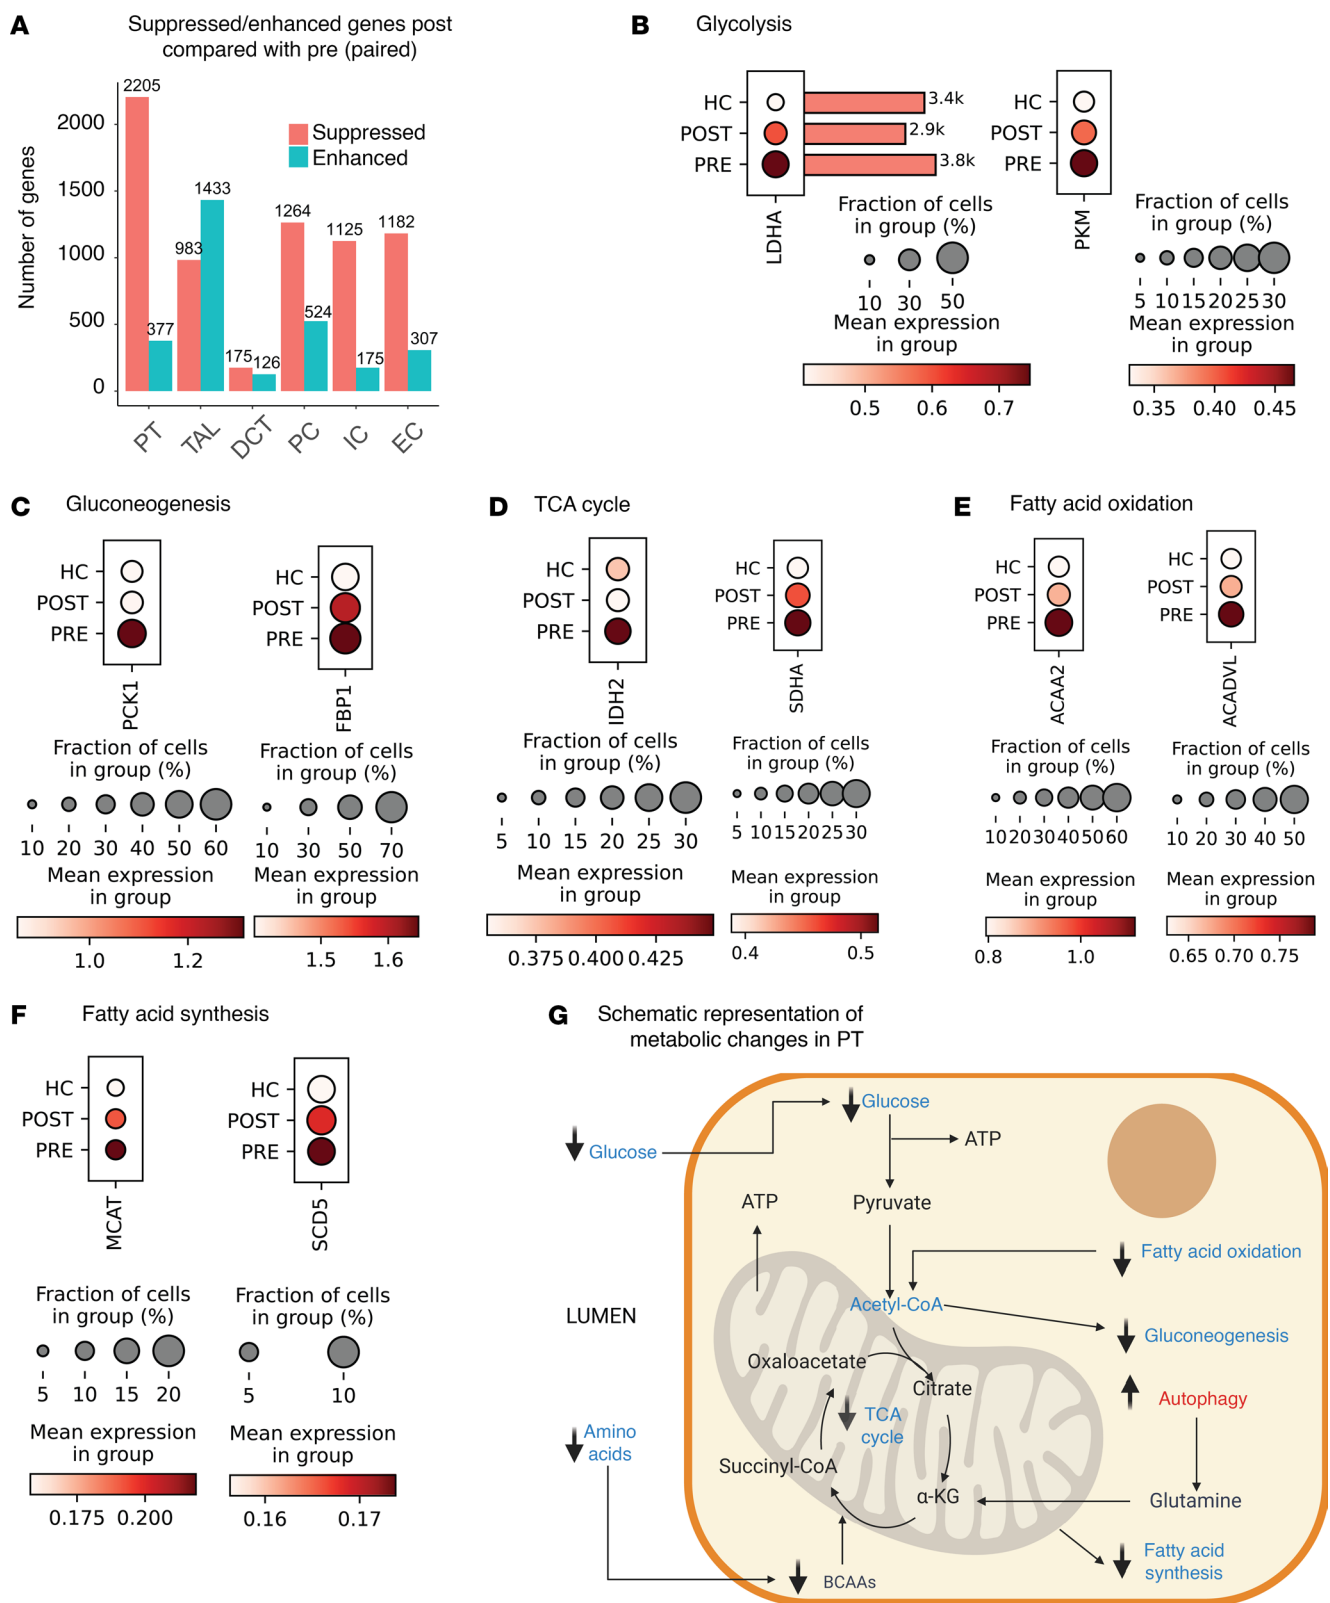 A
Suppressed/enhanced genes post
compared with pre (paired)
Number of genes
2000
1500
1000
500
0
2205
377
983
1433
175
126
1264
524
1125
175
1182
307
Suppressed
Enhanced
PT
TAL
DCT
PC
IC
EC
B
Glycolysis
HC
POST
PRE
3.4k
2.9k
3.8k
LDHA
Fraction of cells
in group (%)
10 30 50
Mean expression
in group
0.5 0.6 0.7
HC
POST
PRE
PKM
Fraction of cells
in group (%)
5 10 15 20 25 30
Mean expression
in group
0.35 0.40 0.45
C
Gluconeogenesis
HC
POST
PRE
PCK1
Fraction of cells
in group (%)
10 20 30 40 50 60
Mean expression
in group
1.0 1.2
HC
POST
PRE
FBP1
Fraction of cells
in group (%)
10 30 50 70
Mean expression
in group
1.5 1.6
D
TCA cycle
HC
POST
PRE
IDH2
Fraction of cells
in group (%)
5 10 15 20 25 30
Mean expression
in group
0.375 0.400 0.425
HC
POST
PRE
SDHA
Fraction of cells
in group (%)
5 10 15 20 25 30
Mean expression
in group
0.4 0.5
E
Fatty acid oxidation
HC
POST
PRE
ACAA2
Fraction of cells
in group (%)
10 20 30 40 50 60
Mean expression
in group
0.8 1.0
HC
POST
PRE
ACADVL
Fraction of cells
in group (%)
10 20 30 40 50
Mean expression
in group
0.65 0.70 0.75
F
Fatty acid synthesis
HC
POST
PRE
MCAT
Fraction of cells
in group (%)
5 10 15 20
Mean expression
in group
0.175 0.200
HC
POST
PRE
SCD5
Fraction of cells
in group (%)
5 10
Mean expression
in group
0.16 0.17
G
Schematic representation of
metabolic changes in PT
Glucose
Glucose
ATP
ATP
Pyruvate
Fatty acid oxidation
Acetyl-CoA
LUMEN
Gluconeogenesis
Oxaloacetate
Citrate
Autophagy
TCA
cycle
Amino
acids
Succinyl-CoA
α-KG
Glutamine
Fatty acid
synthesis
BCAAs